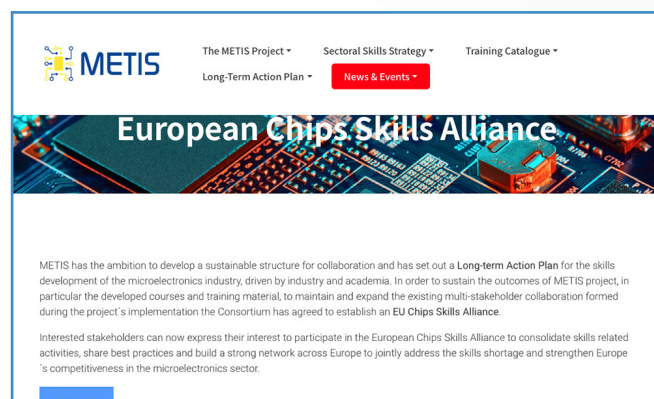 METIS
The METIS Project
Sectoral Skills Strategy
Training Catalogue
Long-Term Action Plan
News & Events
European Chips Skills Alliance
METIS has the ambition to develop a sustainable structure for collaboration and has set out a Long-term Action Plan for the skills
development of the microelectronics industry, driven by industry and academia. In order to sustain the outcomes of METIS project, in
particular the developed courses and training material, to maintain and expand the existing multi-stakeholder collaboration formed
during the project´s implementation the Consortium has agreed to establish an EU Chips Skills Alliance.
Interested stakeholders can now express their interest to participate in the European Chips Skills Alliance to consolidate skills related
activities, share best practices and build a strong network across Europe to jointly address the skills shortage and strengthen Europe
´s competitiveness in the microelectronics sector.